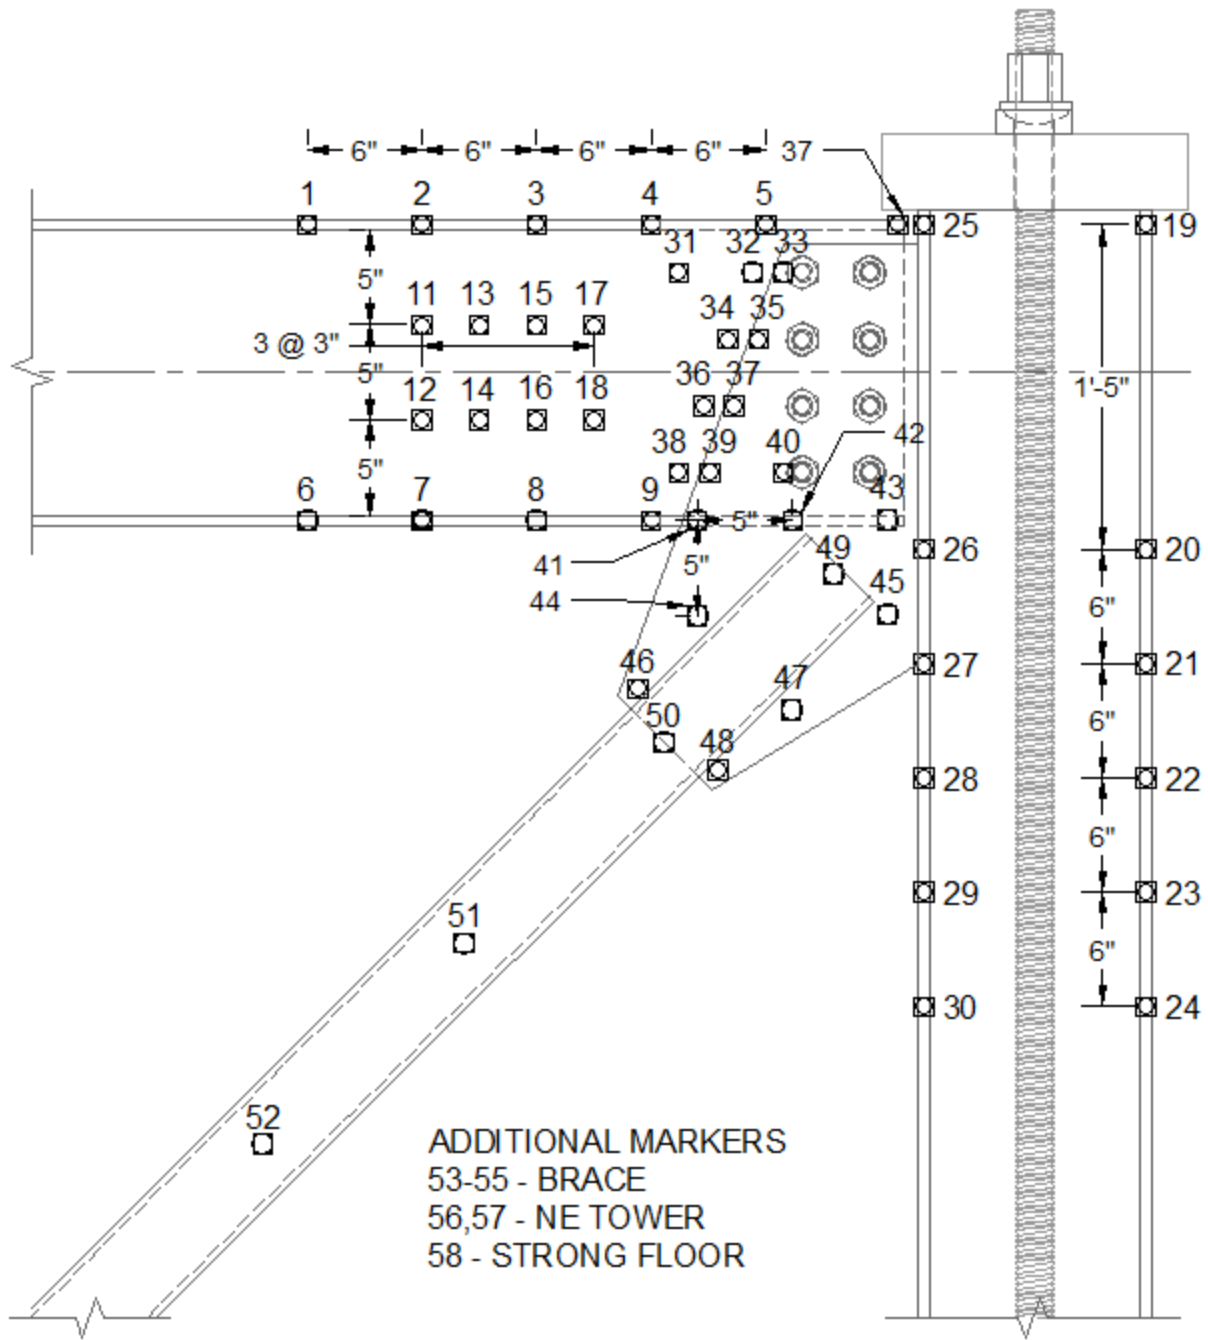 6" 6" 6" 6" 37
1 2 3 4 5
25 19
31 32 33
5"
11 13 15 17 34 35
3 @ 3"
5" 36 37 1'-5"
12 14 16 18
38 39 40 42
5"
6 7 8 9 5" 43
41 5" 49 26 20
44 45 6"
46 27 21
47
50 48 6"
28 22
6"
51 29 23
6"
30 24
52
ADDITIONAL MARKERS
53-55 - BRACE
56,57 - NE TOWER
58 - STRONG FLOOR